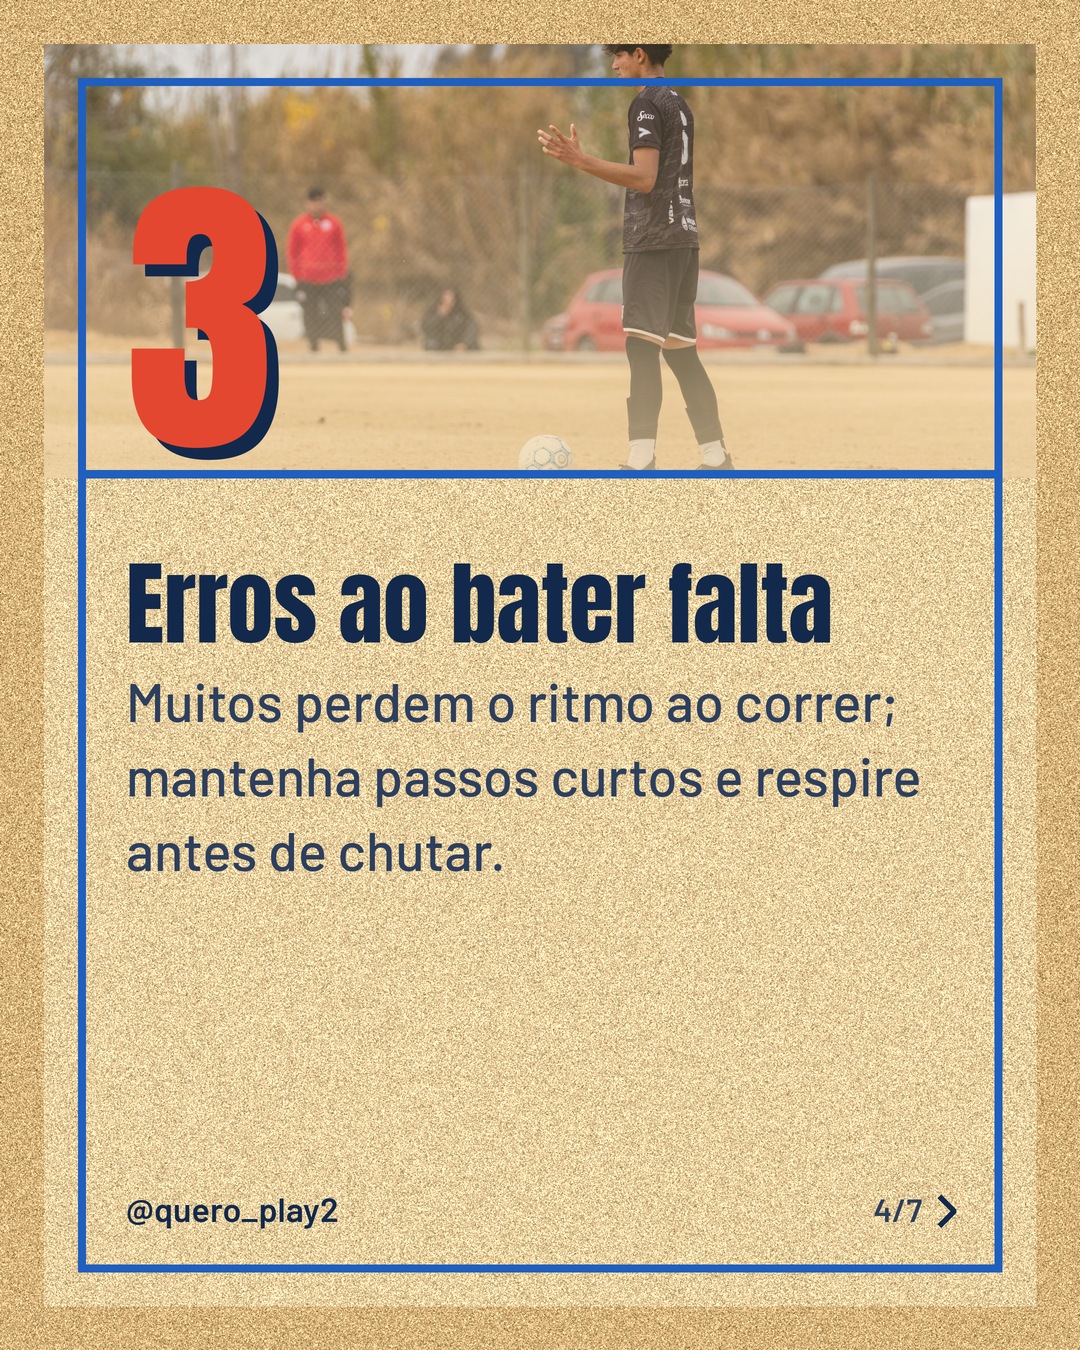 3
Erros ao bater falta
Muitos perdem o ritmo ao correr;
mantenha passos curtos e respire
antes de chutar.
@quero_play2
4/7